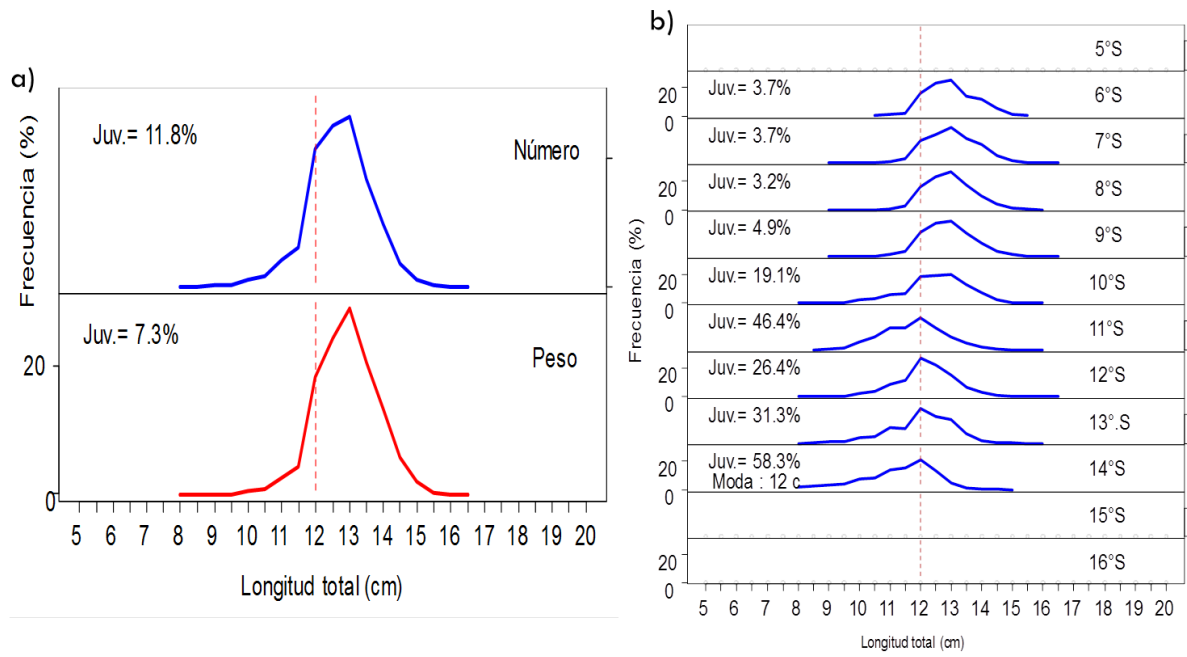 a)
Juv.= 11.8%
Número
Juv.= 7.3%
Peso
Frecuencia (%)
20
0
5 6 7 8 9 10 11 12 13 14 15 16 17 18 19 20
Longitud total (cm)
b)
5°S
20
0
Juv.= 3.7%
6°S
Juv.= 3.7%
7°S
20
0
Juv.= 3.2%
8°S
Juv.= 4.9%
9°S
20
0
Juv.= 19.1%
10°S
Juv.= 46.4%
11°S
20
0
Juv.= 26.4%
12°S
Juv.= 31.3%
13°.S
20
0
Juv.= 58.3%
Moda : 12 c
14°S
15°S
20
0
16°S
Frecuencia (%)
5 6 7 8 9 10 11 12 13 14 15 16 17 18 19 20
Longitud total (cm)